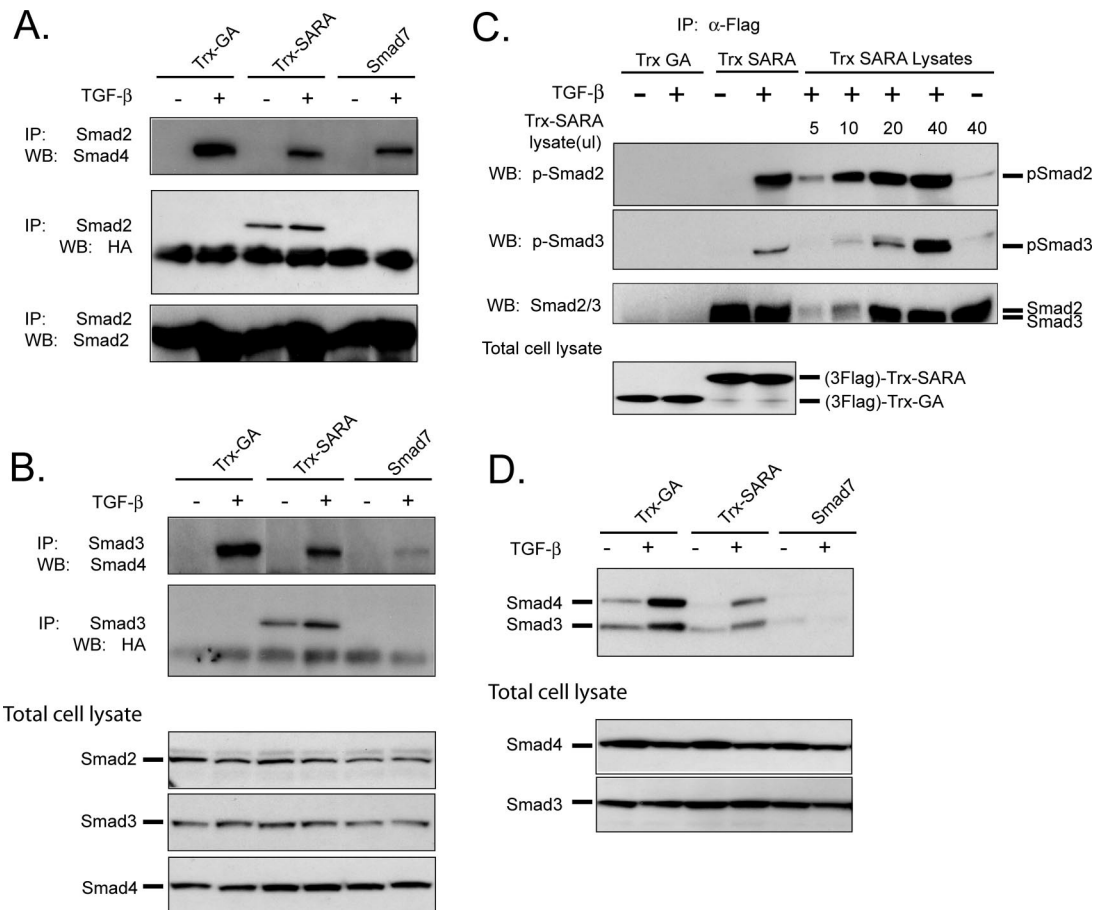 A.
Trx-GA Trx-SARA Smad7
TGF-β - + - + - +
IP: Smad2
WB: Smad4
IP: Smad2
WB: HA
IP: Smad2
WB: Smad2
B.
Trx-GA Trx-SARA Smad7
TGF-β - + - + - +
IP: Smad3
WB: Smad4
IP: Smad3
WB: HA
Total cell lysate
Smad2
Smad3
Smad4
C.
IP: α-Flag
Trx GA Trx SARA Trx SARA Lysates
TGF-β - + - + + + + + -
Trx-SARA
lysate(ul) 5 10 20 40 40
WB: p-Smad2 pSmad2
WB: p-Smad3 pSmad3
WB: Smad2/3 Smad2
Smad3
Total cell lysate
(3Flag)-Trx-SARA
(3Flag)-Trx-GA
D.
Trx-GA Trx-SARA Smad7
TGF-β - + - + - +
Smad4
Smad3
Total cell lysate
Smad4
Smad3